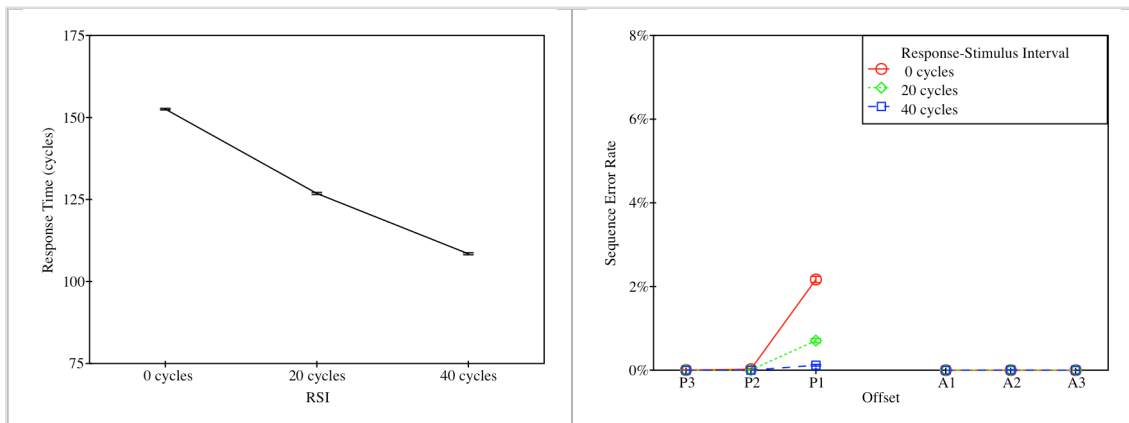 175
150
125
100
75
Response Time (cycles)
0 cycles
20 cycles
40 cycles
RSI
8%
6%
4%
2%
0%
Sequence Error Rate
Response-Stimulus Interval
0 cycles
20 cycles
40 cycles
P3
P2
P1
A1
A2
A3
Offset